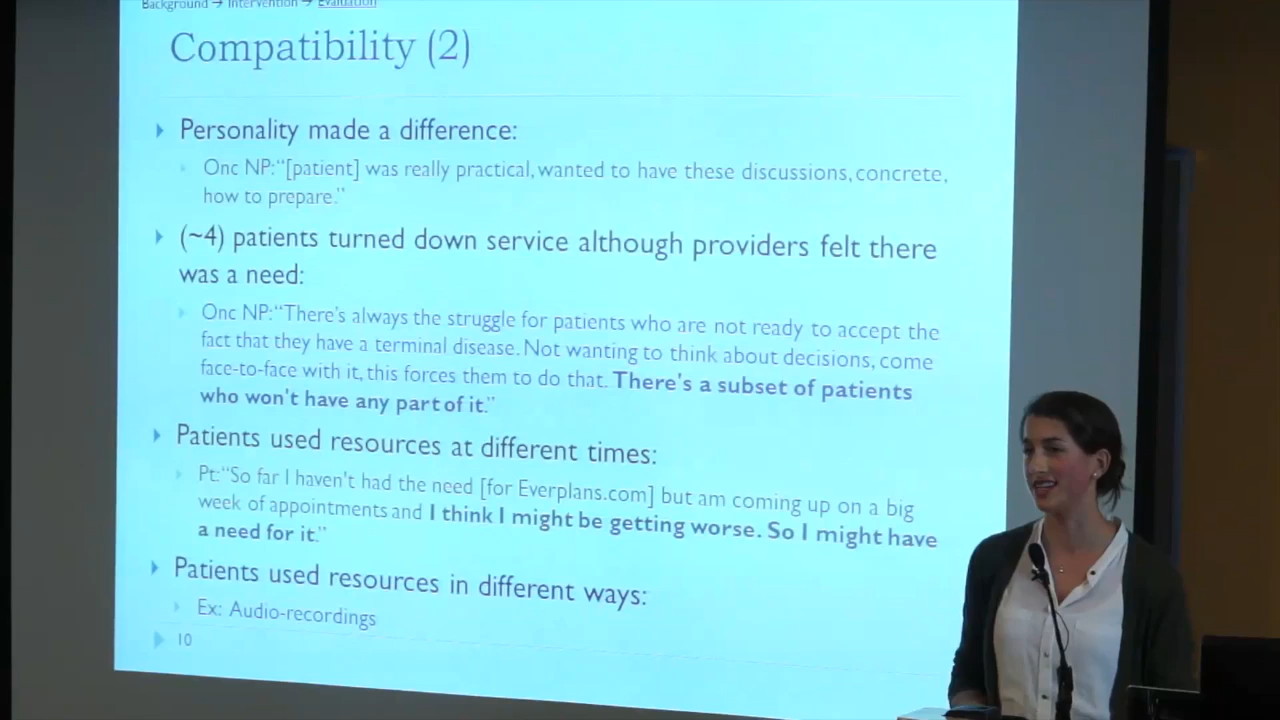 Background → Intervention → Evaluation
Compatibility (2)
Personality made a difference:
Onc NP:“[patient] was really practical, wanted to have these discussions, concrete,
how to prepare.”
(~4) patients turned down service although providers felt there
was a need:
Onc NP:“There's always the struggle for patients who are not ready to accept the
fact that they have a terminal disease. Not wanting to think about decisions, come
face-to-face with it, this forces them to do that. There's a subset of patients
who won't have any part of it.”
Patients used resources at different times:
Pt:“So far I haven't had the need [for Everplans.com] but am coming up on a big
week of appointments and I think I might be getting worse. So I might have
a need for it.”
Patients used resources in different ways:
Ex: Audio-recordings
10